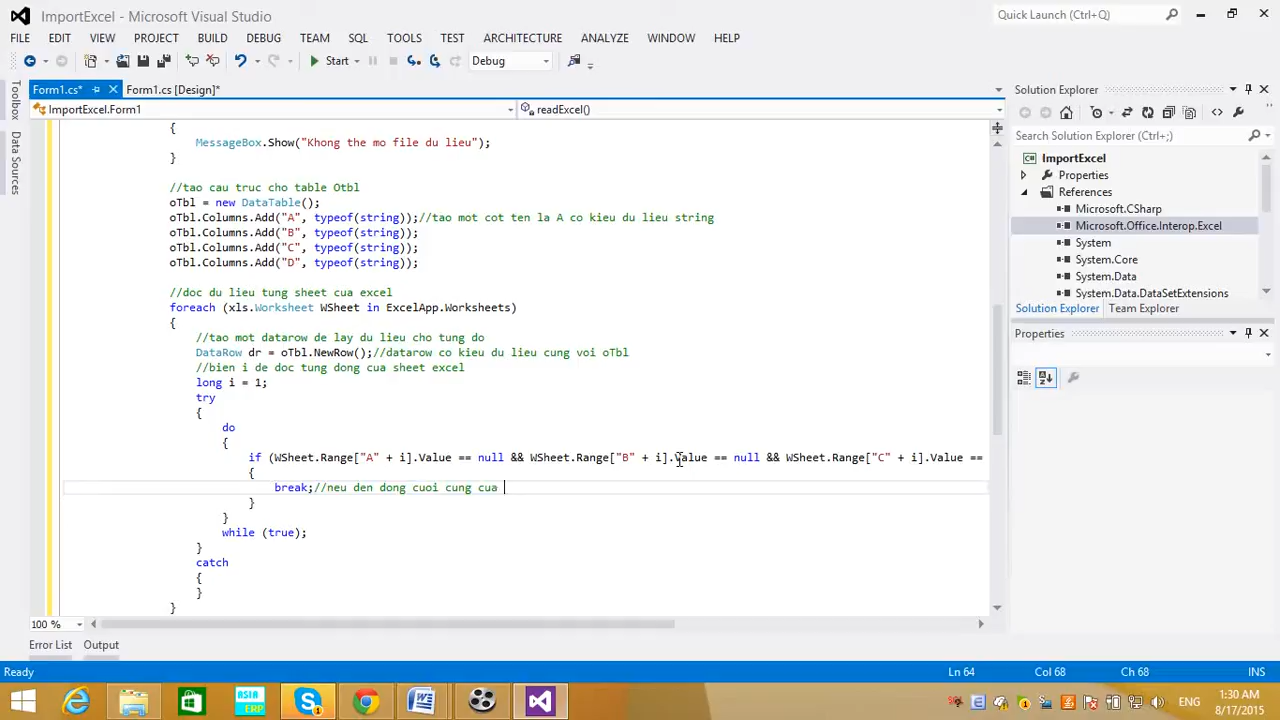 ImportExcel - Microsoft Visual Studio
Quick Launch (Ctrl+Q)
FILE EDIT VIEW PROJECT BUILD DEBUG TEAM SQL TOOLS TEST ARCHITECTURE ANALYZE WINDOW HELP
Start Debug
Toolbox
Data Sources
Form1.cs* Form1.cs [Design]*
ImportExcel.Form1 readExcel()
{
MessageBox.Show("Khong the mo file du lieu");
}
//tao cau truc cho table Otbl
oTbl = new DataTable();
oTbl.Columns.Add("A", typeof(string));//tao mot cot ten la A co kieu du lieu string
oTbl.Columns.Add("B", typeof(string));
oTbl.Columns.Add("C", typeof(string));
oTbl.Columns.Add("D", typeof(string));
//doc du lieu tung sheet cua excel
foreach (xls.Worksheet WSheet in ExcelApp.Worksheets)
{
//tao mot datarow de lay du lieu cho tung do
DataRow dr = oTbl.NewRow();//datarow co kieu du lieu cung voi oTbl
//bien i de doc tung dong cua sheet excel
long i = 1;
try
{
do
{
if (WSheet.Range["A" + i].Value == null && WSheet.Range["B" + i].Value == null && WSheet.Range["C" + i].Value ==
{
break;//neu den dong cuoi cung cua
}
}
while (true);
}
catch
{
}
}
100 %
Solution Explorer
Search Solution Explorer (Ctrl+;)
ImportExcel
Properties
References
Microsoft.CSharp
Microsoft.Office.Interop.Excel
System
System.Core
System.Data
System.Data.DataSetExtensions
Solution Explorer Team Explorer
Properties
Error List Output
Ready Ln 64 Col 68 Ch 68 INS
ASIA ERP
ENG
1:30 AM
8/17/2015